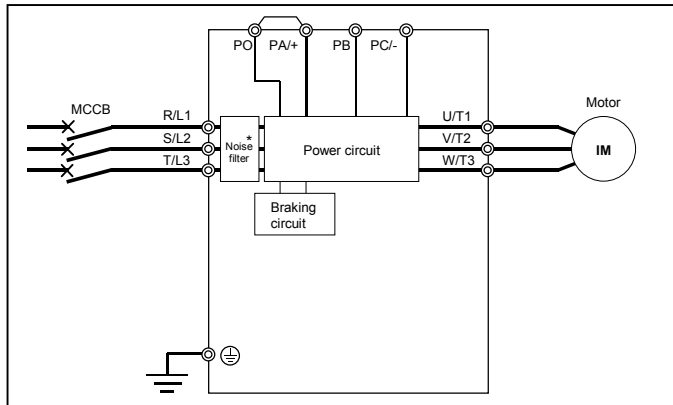 PO PA/+ PB PC/-
MCCB
R/L1
S/L2
T/L3
Noise
filter
*
Power circuit
Braking
circuit
U/T1
V/T2
W/T3
Motor
IM